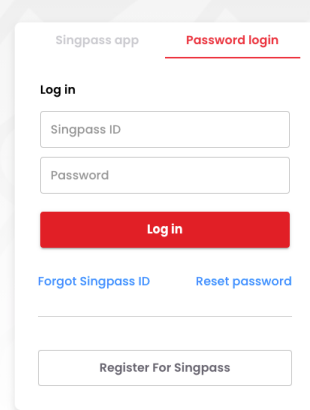 Singpass app Password login
Log in
Singpass ID
Password
Log in
Forgot Singpass ID Reset password
Register For Singpass